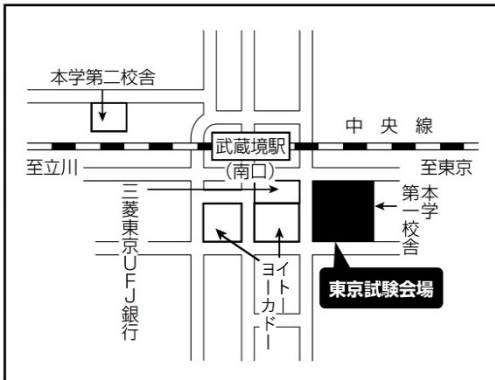 本学第二校舎
中央線
武蔵境駅
(南口)
至立川
至東京
三菱東京UFJ銀行
本学
第一校舎
イトー
ヨーカドー
東京試験会場